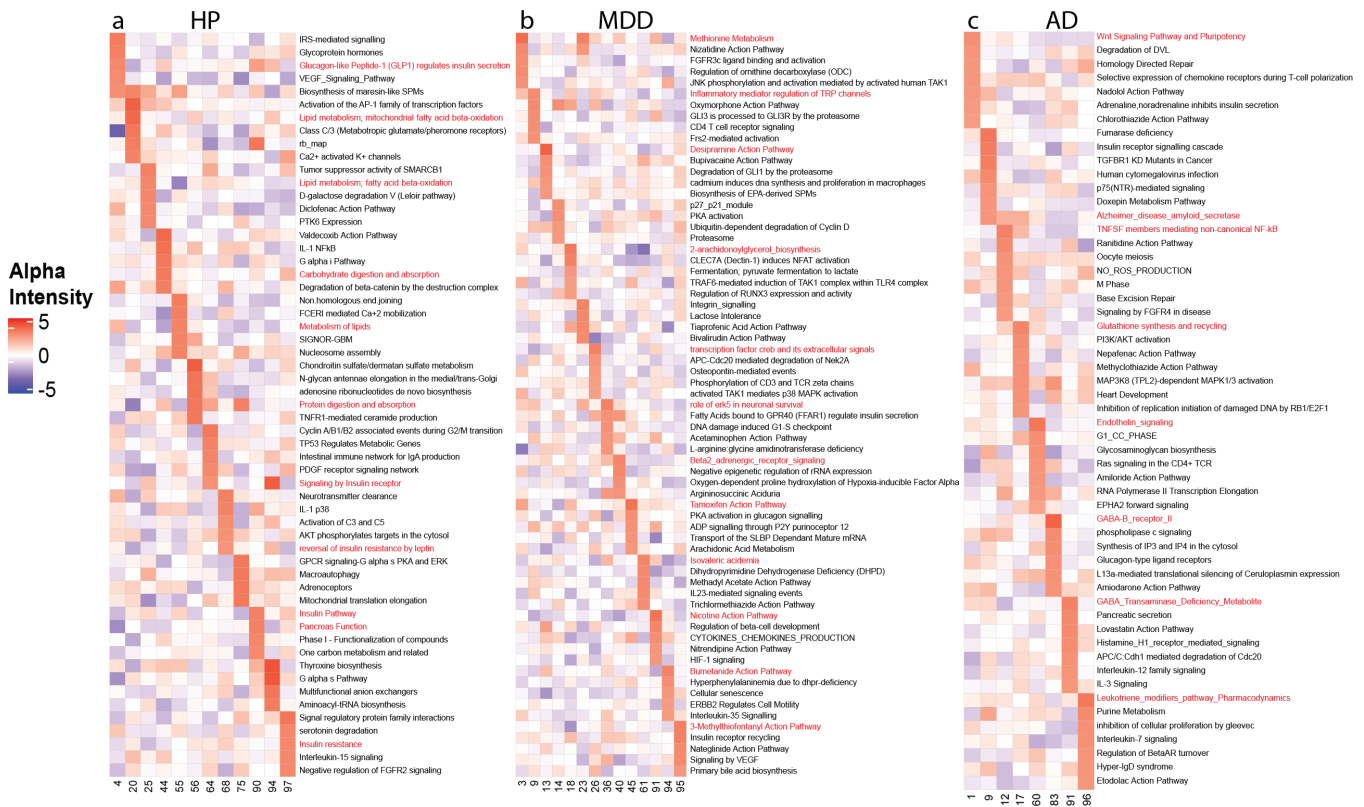 a HP
b MDD
c AD
Alpha
Intensity
5
0
-5
IRS-mediated signalling
Glycoprotein hormones
Glucagon-like Peptide-1 (GLP1) regulates insulin secretion
VEGF_Signaling_Pathway
Biosynthesis of maresin-like SPMs
Activation of the AP-1 family of transcription factors
Lipid metabolism; mitochondrial fatty acid beta-oxidation
Class C/3 (Metabotropic glutamate/pheromone receptors)
rb_map
Ca2+ activated K+ channels
Tumor suppressor activity of SMARCB1
Lipid metabolism; fatty acid beta-oxidation
D-galactose degradation V (Leloir pathway)
Diclofenac Action Pathway
PTK6 Expression
Valdecoxib Action Pathway
IL-1 NFkB
G alpha i Pathway
Carbohydrate digestion and absorption
Degradation of beta-catenin by the destruction complex
Non.homologous.end.joining
FCERI mediated Ca+2 mobilization
Metabolism of lipids
SIGNOR-GBM
Nucleosome assembly
Chondroitin sulfate/dermatan sulfate metabolism
N-glycan antennae elongation in the medial/trans-Golgi
adenosine ribonucleotides de novo biosynthesis
Protein digestion and absorption
TNFR1-mediated ceramide production
Cyclin A/B1/B2 associated events during G2/M transition
TP53 Regulates Metabolic Genes
Intestinal immune network for IgA production
PDGF receptor signaling network
Signaling by Insulin receptor
Neurotransmitter clearance
IL-1 p38
Activation of C3 and C5
AKT phosphorylates targets in the cytosol
reversal of insulin resistance by leptin
GPCR signaling-G alpha s PKA and ERK
Macroautophagy
Adrenoceptors
Mitochondrial translation elongation
Insulin Pathway
Pancreas Function
Phase I - Functionalization of compounds
One carbon metabolism and related
Thyroxine biosynthesis
G alpha s Pathway
Multifunctional anion exchangers
Aminoacyl-tRNA biosynthesis
Signal regulatory protein family interactions
serotonin degradation
Insulin resistance
Interleukin-15 signaling
Negative regulation of FGFR2 signaling
4 20 25 44 55 56 64 68 75 90 94 97
Methionine Metabolism
Nizatidine Action Pathway
FGFR3c ligand binding and activation
Regulation of ornithine decarboxylase (ODC)
JNK phosphorylation and activation mediated by activated human TAK1
Inflammatory mediator regulation of TRP channels
Oxymorphone Action Pathway
GLI3 is processed to GLI3R by the proteasome
CD4 T cell receptor signaling
Frs2-mediated activation
Desipramine Action Pathway
Bupivacaine Action Pathway
Degradation of GLI1 by the proteasome
cadmium induces dna synthesis and proliferation in macrophages
Biosynthesis of EPA-derived SPMs
p27_p21_module
PKA activation
Ubiquitin-dependent degradation of Cyclin D
Proteasome
2-arachidonoylglycerol_biosynthesis
CLEC7A (Dectin-1) induces NFAT activation
Fermentation; pyruvate fermentation to lactate
TRAF6-mediated induction of TAK1 complex within TLR4 complex
Regulation of RUNX3 expression and activity
Integrin_signalling
Lactose Intolerance
Tiaprofenic Acid Action Pathway
Bivalirudin Action Pathway
transcription factor creb and its extracellular signals
APC-Cdc20 mediated degradation of Nek2A
Osteopontin-mediated events
Phosphorylation of CD3 and TCR zeta chains
activated TAK1 mediates p38 MAPK activation
role of erk5 in neuronal survival
Fatty Acids bound to GPR40 (FFAR1) regulate insulin secretion
DNA damage induced G1-S checkpoint
Acetaminophen Action Pathway
L-arginine:glycine amidinotransferase deficiency
Beta2_adrenergic_receptor_signaling
Negative epigenetic regulation of rRNA expression
Oxygen-dependent proline hydroxylation of Hypoxia-inducible Factor Alpha
Argininosuccinic Aciduria
Tamoxifen Action Pathway
PKA activation in glucagon signalling
ADP signalling through P2Y purinoceptor 12
Transport of the SLBP Dependant Mature mRNA
Arachidonic Acid Metabolism
Isovaleric acidemia
Dihydropyrimidine Dehydrogenase Deficiency (DHPD)
Methadyl Acetate Action Pathway
IL23-mediated signaling events
Trichlormethiazide Action Pathway
Nicotine Action Pathway
Regulation of beta-cell development
CYTOKINES_CHEMOKINES_PRODUCTION
Nitrendipine Action Pathway
HIF-1 signaling
Bumetanide Action Pathway
Hyperphenylalaninemia due to dhpr-deficiency
Cellular senescence
ERBB2 Regulates Cell Motility
Interleukin-35 Signalling
3-Methylthiofentanyl Action Pathway
Insulin receptor recycling
Nateglinide Action Pathway
Signaling by VEGF
Primary bile acid biosynthesis
3 9 13 14 18 23 26 36 40 45 61 91 94 95
Wnt Signaling Pathway and Pluripotency
Degradation of DVL
Homology Directed Repair
Selective expression of chemokine receptors during T-cell polarization
Nadolol Action Pathway
Adrenaline,noradrenaline inhibits insulin secretion
Chlorothiazide Action Pathway
Fumarase deficiency
Insulin receptor signalling cascade
TGFBR1 KD Mutants in Cancer
Human cytomegalovirus infection
p75(NTR)-mediated signaling
Doxepin Metabolism Pathway
Alzheimer_disease_amyloid_secretase
TNFSF members mediating non-canonical NF-kB
Ranitidine Action Pathway
Oocyte meiosis
NO_ROS_PRODUCTION
M Phase
Base Excision Repair
Signaling by FGFR4 in disease
Glutathione synthesis and recycling
PI3K/AKT activation
Nepafenac Action Pathway
Methyclothiazide Action Pathway
MAP3K8 (TPL2)-dependent MAPK1/3 activation
Heart Development
Inhibition of replication initiation of damaged DNA by RB1/E2F1
Endothelin_signaling
G1_CC_PHASE
Glycosaminoglycan biosynthesis
Ras signaling in the CD4+ TCR
Amiloride Action Pathway
RNA Polymerase II Transcription Elongation
EPHA2 forward signaling
GABA-B_receptor_II
phospholipase c signaling
Synthesis of IP3 and IP4 in the cytosol
Glucagon-type ligand receptors
L13a-mediated translational silencing of Ceruloplasmin expression
Amiodarone Action Pathway
GABA_Transaminase_Deficiency_Metabolite
Pancreatic secretion
Lovastatin Action Pathway
Histamine_H1_receptor_mediated_signaling
APC/C:Cdh1 mediated degradation of Cdc20
Interleukin-12 family signaling
IL-3 Signaling
Leukotriene_modifiers_pathway_Pharmacodynamics
Purine Metabolism
inhibition of cellular proliferation by gleevec
Interleukin-7 signaling
Regulation of BetaAR turnover
Hyper-IgD syndrome
Etodolac Action Pathway
1 9 12 17 60 83 91 96